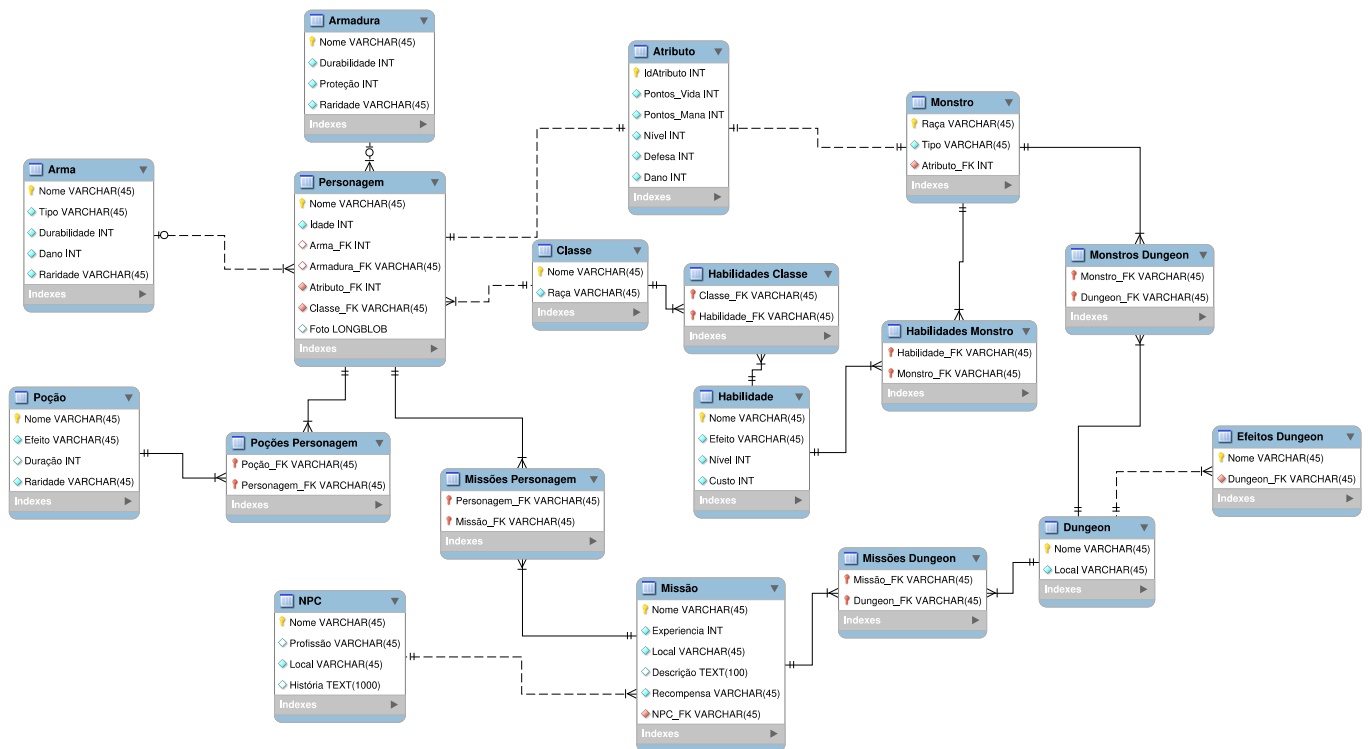 Armadura
Nome VARCHAR(45)
Durabilidade INT
Proteção INT
Raridade VARCHAR(45)
Indexes
Atributo
IdAtributo INT
Pontos_Vida INT
Pontos_Mana INT
Nível INT
Defesa INT
Dano INT
Indexes
Monstro
Raça VARCHAR(45)
Tipo VARCHAR(45)
Atributo_FK INT
Indexes
Arma
Nome VARCHAR(45)
Tipo VARCHAR(45)
Durabilidade INT
Dano INT
Raridade VARCHAR(45)
Indexes
Personagem
Nome VARCHAR(45)
Idade INT
Arma_FK INT
Armadura_FK VARCHAR(45)
Atributo_FK INT
Classe_FK VARCHAR(45)
Foto LONGBLOB
Indexes
Classe
Nome VARCHAR(45)
Raça VARCHAR(45)
Indexes
Habilidades Classe
Classe_FK VARCHAR(45)
Habilidade_FK VARCHAR(45)
Indexes
Monstros Dungeon
Monstro_FK VARCHAR(45)
Dungeon_FK VARCHAR(45)
Indexes
Habilidades Monstro
Habilidade_FK VARCHAR(45)
Monstro_FK VARCHAR(45)
Indexes
Poção
Nome VARCHAR(45)
Efeito VARCHAR(45)
Duração INT
Raridade VARCHAR(45)
Indexes
Poções Personagem
Poção_FK VARCHAR(45)
Personagem_FK VARCHAR(45)
Indexes
Habilidade
Nome VARCHAR(45)
Efeito VARCHAR(45)
Nível INT
Custo INT
Indexes
Efeitos Dungeon
Nome VARCHAR(45)
Dungeon_FK VARCHAR(45)
Indexes
Missões Personagem
Personagem_FK VARCHAR(45)
Missão_FK VARCHAR(45)
Indexes
Dungeon
Nome VARCHAR(45)
Local VARCHAR(45)
Indexes
Missões Dungeon
Missão_FK VARCHAR(45)
Dungeon_FK VARCHAR(45)
Indexes
NPC
Nome VARCHAR(45)
Profissão VARCHAR(45)
Local VARCHAR(45)
História TEXT(1000)
Indexes
Missão
Nome VARCHAR(45)
Experiencia INT
Local VARCHAR(45)
Descrição TEXT(100)
Recompensa VARCHAR(45)
NPC_FK VARCHAR(45)
Indexes